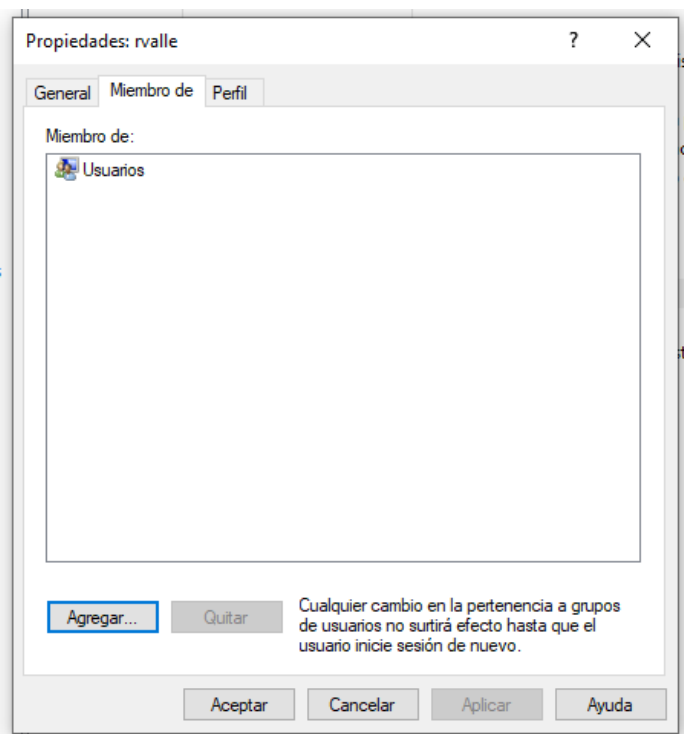 Propiedades: rvalle
?
General Miembro de Perfil
Miembro de:
Usuarios
Agregar... Quitar
Cualquier cambio en la pertenencia a grupos
de usuarios no surtirá efecto hasta que el
usuario inicie sesión de nuevo.
Aceptar Cancelar Aplicar Ayuda